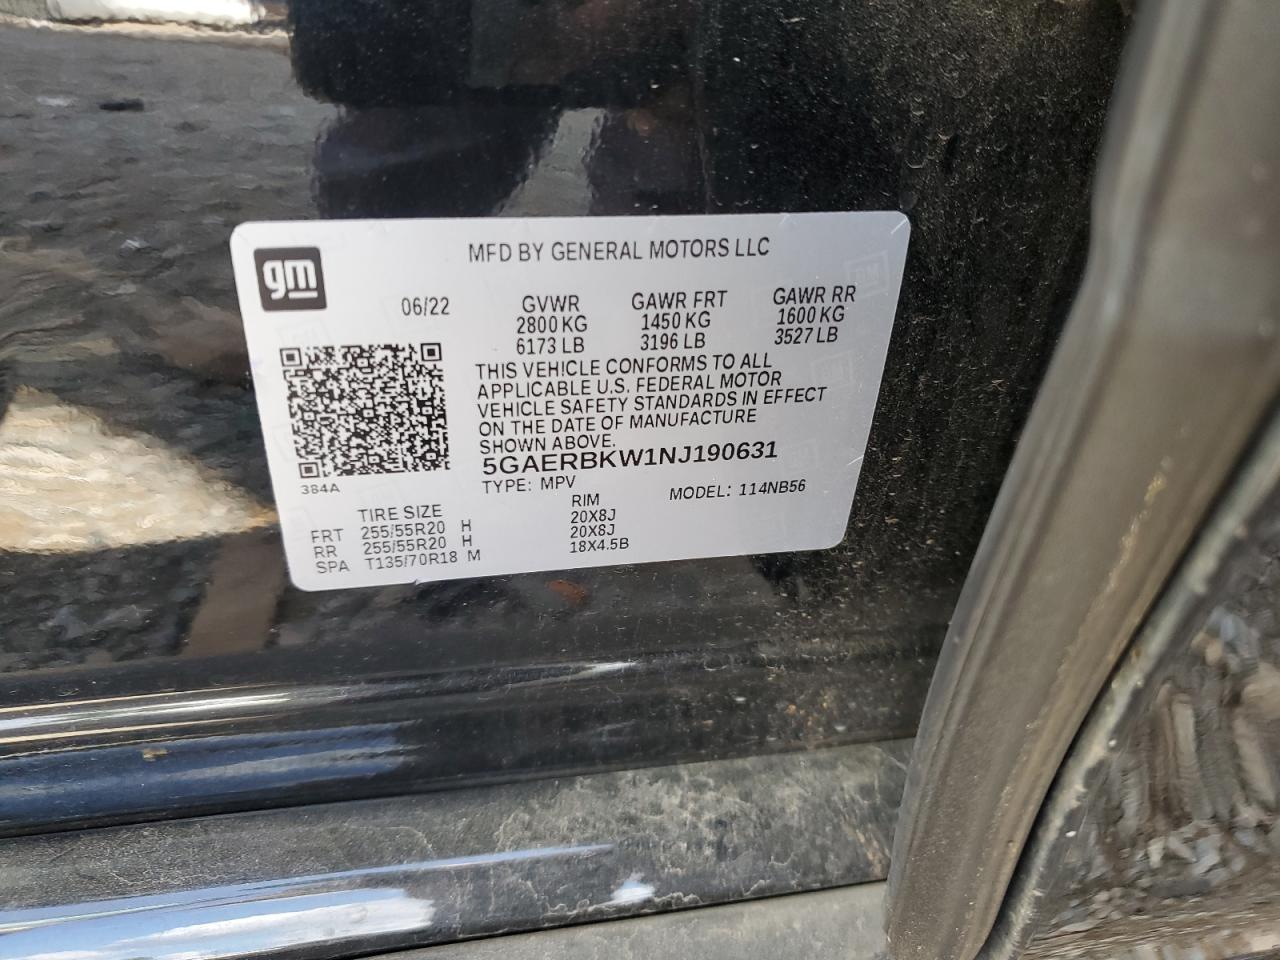 MFD BY GENERAL MOTORS LLC
gm
06/22 GVWR GAWR FRT GAWR RR
2800 KG 1450 KG 1600 KG
6173 LB 3196 LB 3527 LB
THIS VEHICLE CONFORMS TO ALL
APPLICABLE U.S. FEDERAL MOTOR
VEHICLE SAFETY STANDARDS IN EFFECT
ON THE DATE OF MANUFACTURE
SHOWN ABOVE.
5GAERBKW1NJ190631
384A
TYPE: MPV MODEL: 114NB56
TIRE SIZE RIM
FRT 255/55R20 H 20X8J
RR 255/55R20 H 20X8J
SPA T135/70R18 M 18X4.5B